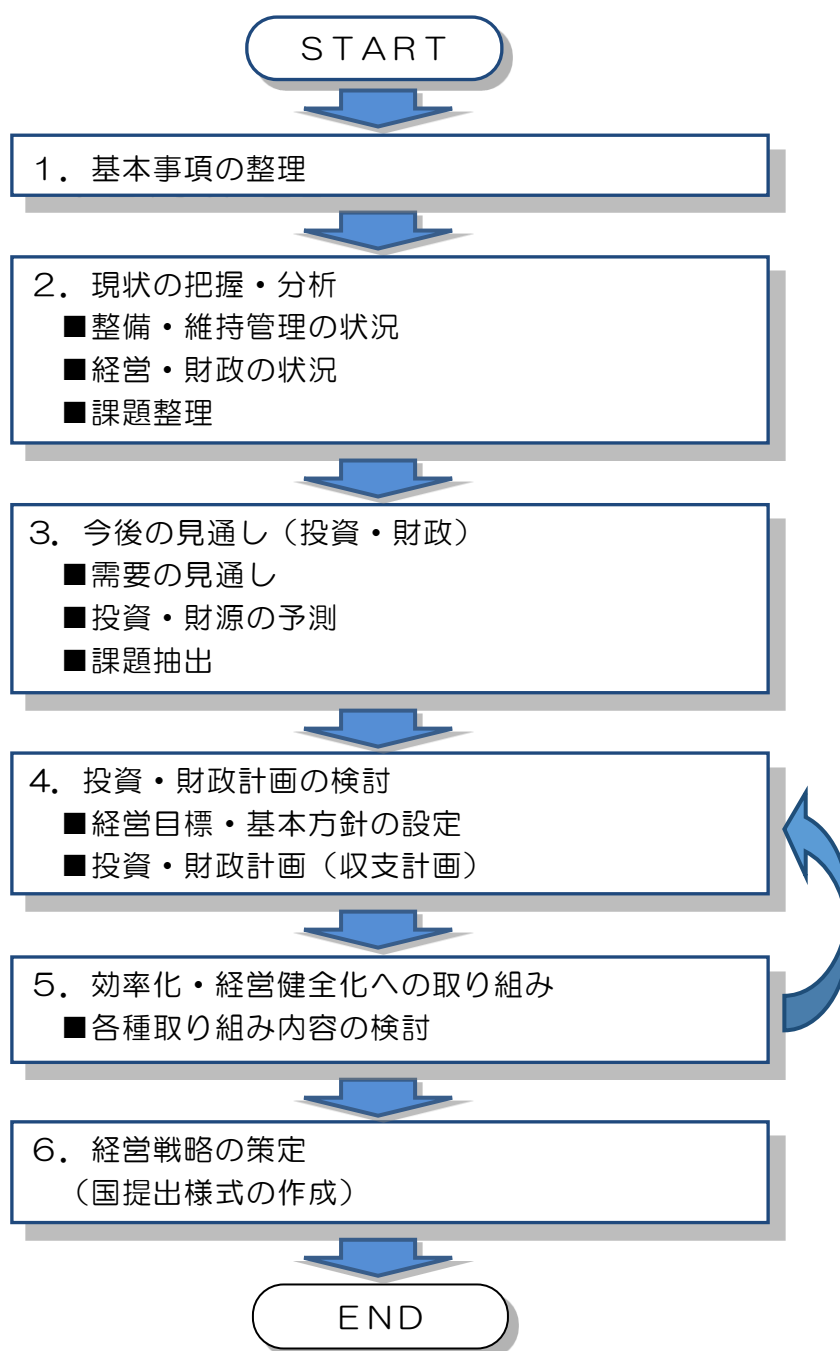 ＳＴＡＲＴ
１．基本事項の整理
２．現状の把握・分析
■整備・維持管理の状況
■経営・財政の状況
■課題整理
３．今後の見通し（投資・財政）
■需要の見通し
■投資・財源の予測
■課題抽出
４．投資・財政計画の検討
■経営目標・基本方針の設定
■投資・財政計画（収支計画）
５．効率化・経営健全化への取り組み
■各種取り組み内容の検討
６．経営戦略の策定
（国提出様式の作成）
ＥＮＤ